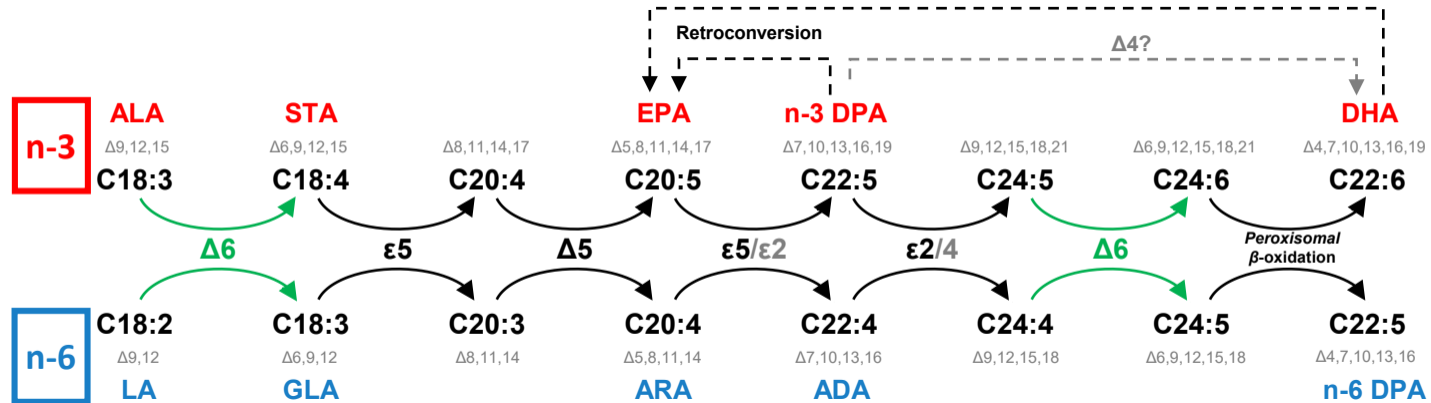 Retroconversion
Δ4?
n-3
ALA STA EPA n-3 DPA DHA
Δ9,12,15 Δ6,9,12,15 Δ8,11,14,17 Δ5,8,11,14,17 Δ7,10,13,16,19 Δ9,12,15,18,21 Δ6,9,12,15,18,21 Δ4,7,10,13,16,19
C18:3 C18:4 C20:4 C20:5 C22:5 C24:5 C24:6 C22:6
Δ6 ε5 Δ5 ε5/ε2 ε2/4 Δ6 Peroxisomal
β-oxidation
n-6
C18:2 C18:3 C20:3 C20:4 C22:4 C24:4 C24:5 C22:5
Δ9,12 Δ6,9,12 Δ8,11,14 Δ5,8,11,14 Δ7,10,13,16 Δ9,12,15,18 Δ6,9,12,15,18 Δ4,7,10,13,16
LA GLA ARA ADA n-6 DPA